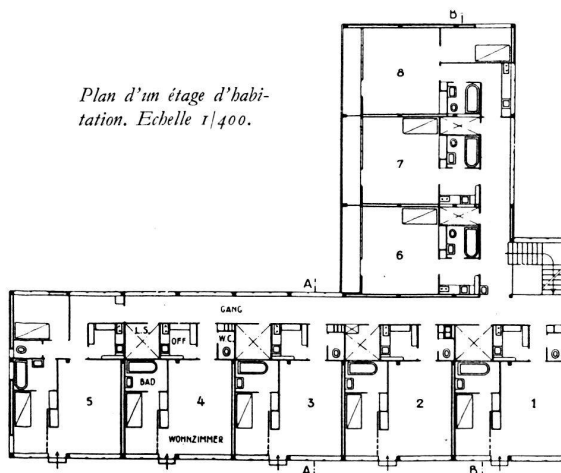 B
Plan d'un étage d'habi-
tation. Echelle 1/400.
8
7
6
A
GANG
L.S.
OFF
W.C.
BAD
5
4
3
2
1
WOHNZIMMER
A
B